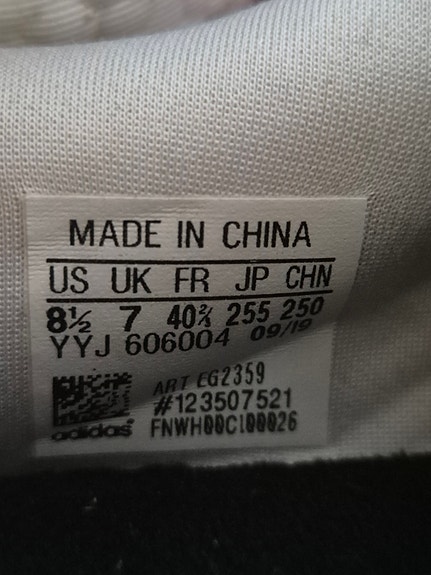 MADE IN CHINA
US UK FR JP CHN
8½ 7 40⅔ 255 250
YYJ 606004 09/19
ART EG2359
#123507521
adidas FNWH00C100026